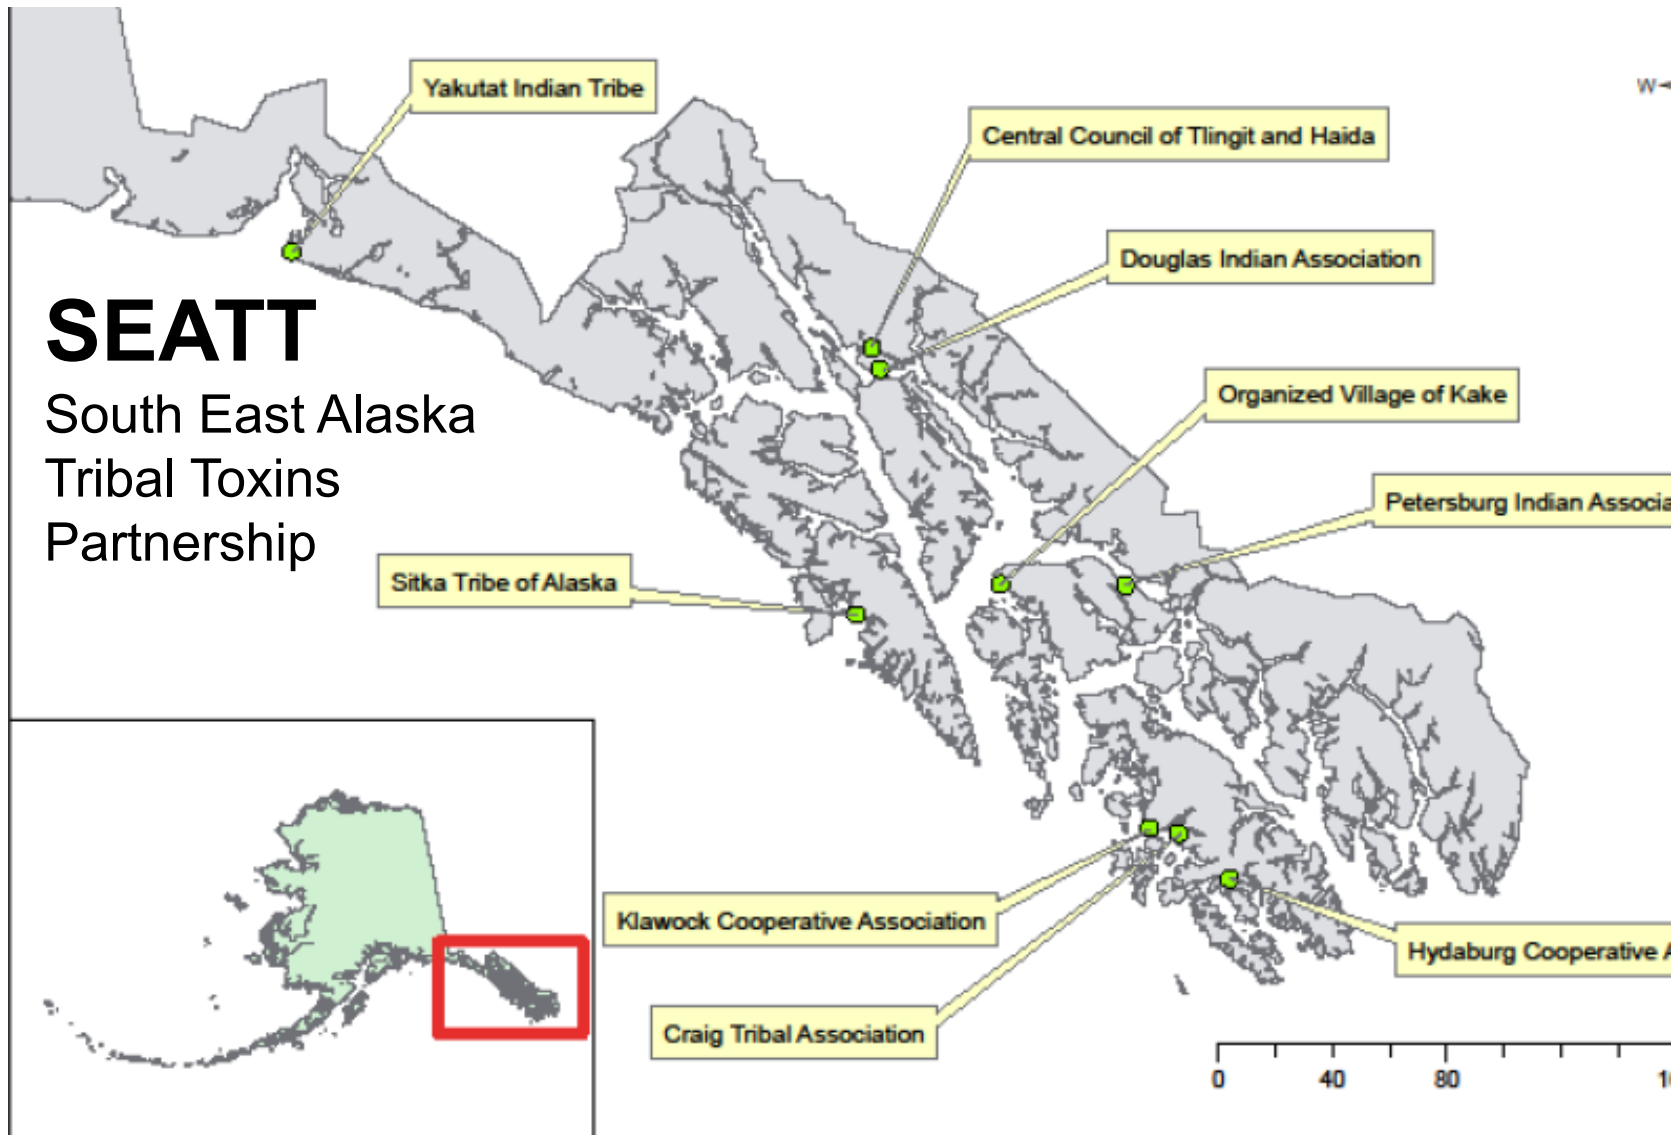 Yakutat Indian Tribe
W
Central Council of Tlingit and Haida
Douglas Indian Association
SEATT
South East Alaska
Tribal Toxins
Partnership
Organized Village of Kake
Petersburg Indian
Sitka Tribe of Alaska
Klawock Cooperative Association
Hydaburg Cooperative
Craig Tribal Association
0 40 80